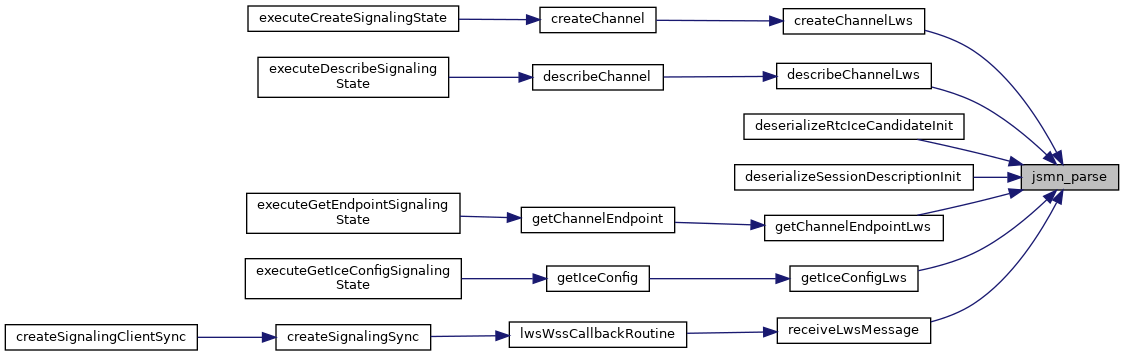 executeCreateSignalingState
createChannel
createChannelLws
executeDescribeSignaling
State
describeChannel
describeChannelLws
deserializeRtcIceCandidateInit
deserializeSessionDescriptionInit
jsmn_parse
executeGetEndpointSignaling
State
getChannelEndpoint
getChannelEndpointLws
executeGetIceConfigSignaling
State
getIceConfig
getIceConfigLws
createSignalingClientSync
createSignalingSync
lwsWssCallbackRoutine
receiveLwsMessage